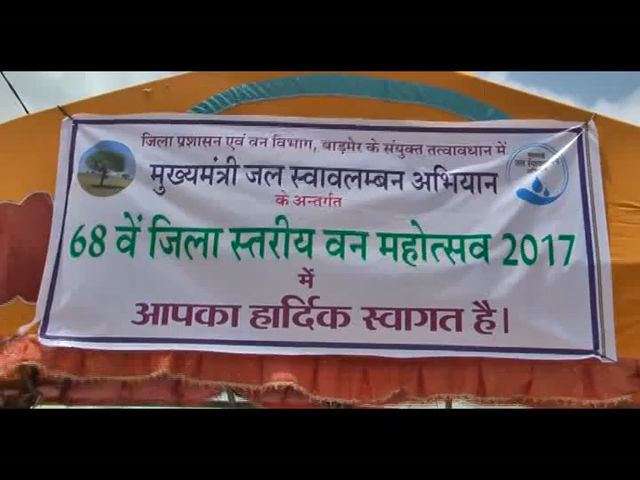 जिला प्रशासन एवं वन विभाग, बाड़मेर के संयुक्त तत्वावधान में
मुख्यमंत्री जल स्वावलम्बन अभियान
के अन्तर्गत
68 वें जिला स्तरीय वन महोत्सव 2017
में
आपका हार्दिक स्वागत है।